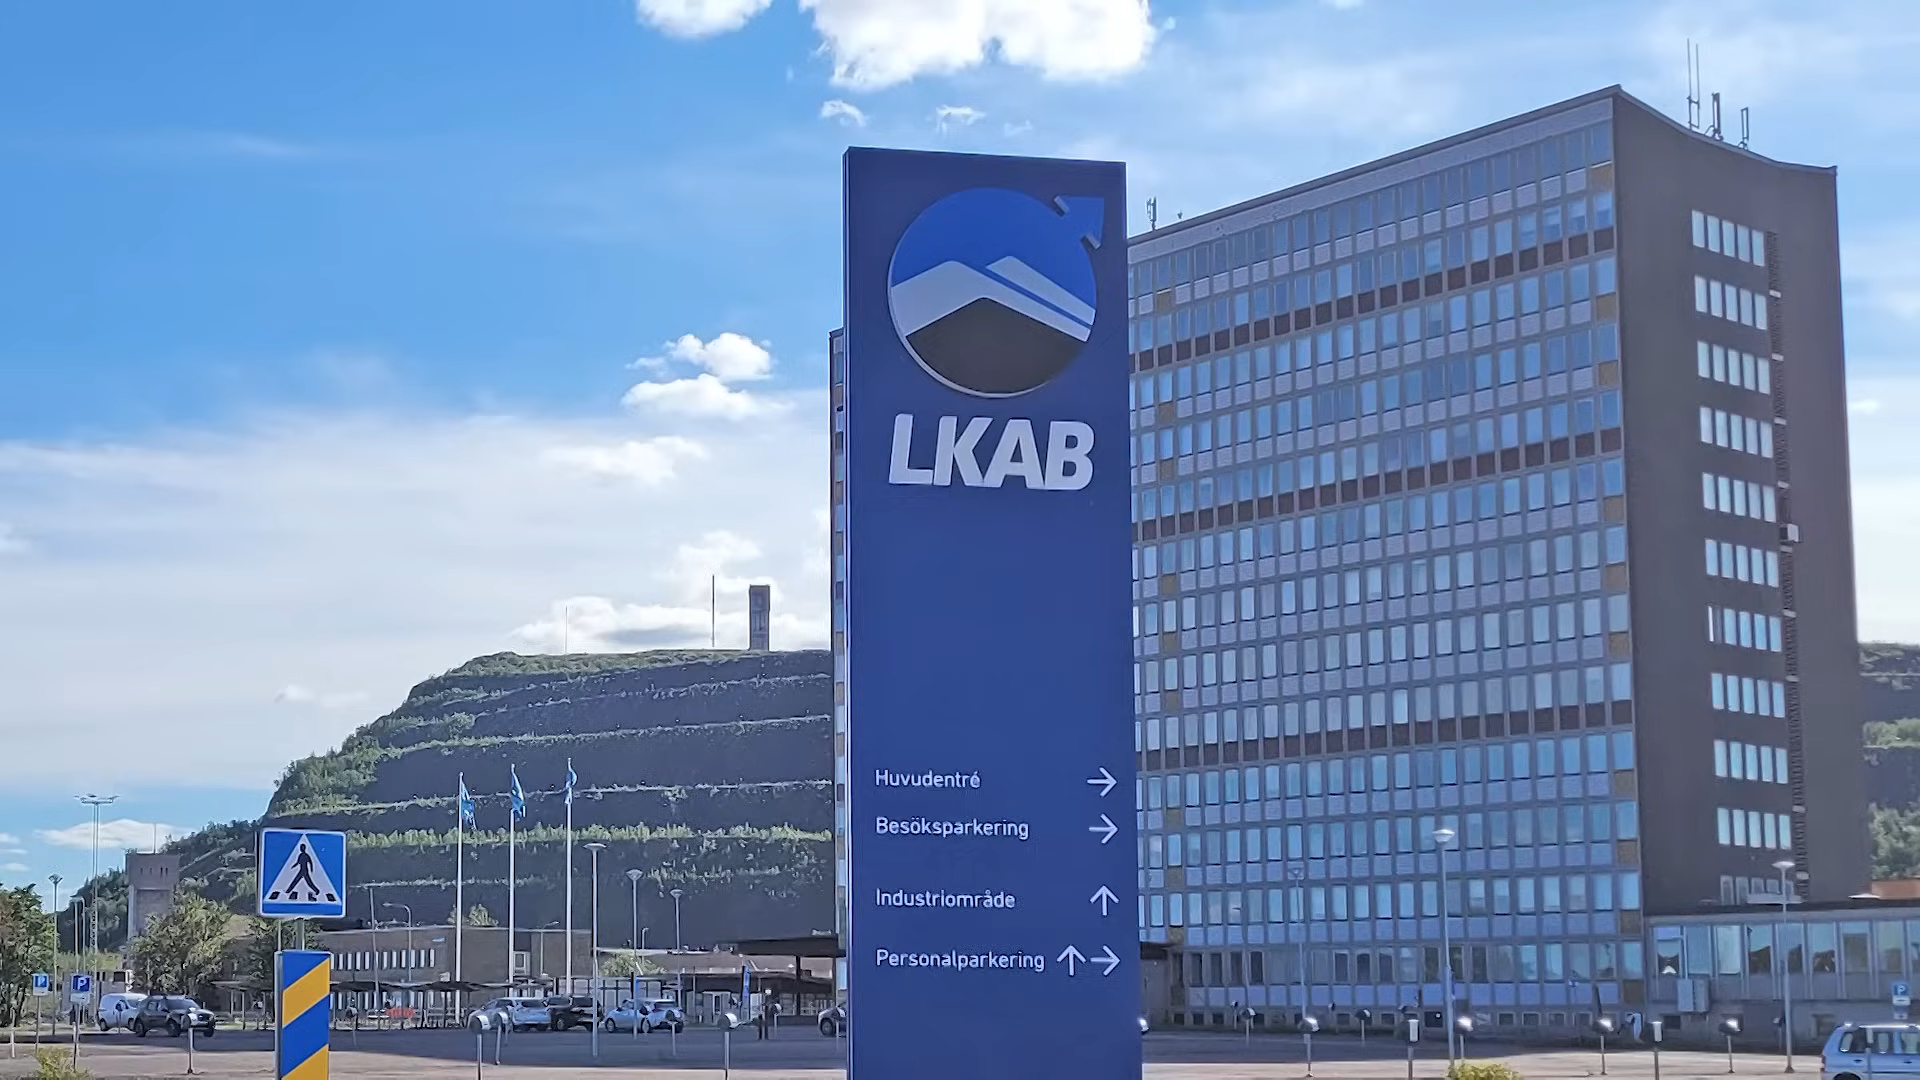 LKAB
Huvudentré
Besöksparkering
Industriområde
Personalparkering
P
P
P